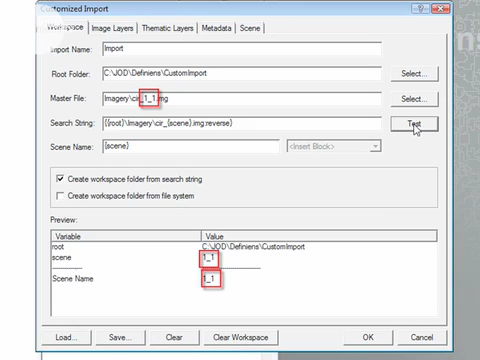 Customized Import
Workspace Image Layers Thematic Layers Metadata Scene
Import Name: Import
Root Folder: C:\JOD\Definiens\CustomImport Select...
Master File: Imagery\cir_1_1.img Select...
Search String: {{root}\Imagery\cir_{scene}.img:reverse} Test
Scene Name: {scene} <Insert Block>
Create workspace folder from search string
Create workspace folder from file system
Preview:
Variable Value
root C:\JOD\Definiens\CustomImport
scene 1_1
Scene Name 1_1
Load... Save... Clear Clear Workspace OK Cancel